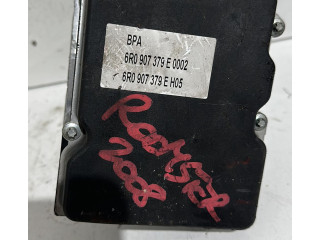 BPA
6R0 907 379 E 0002
6R0 907 379 E H05
ROOMSTER
2008